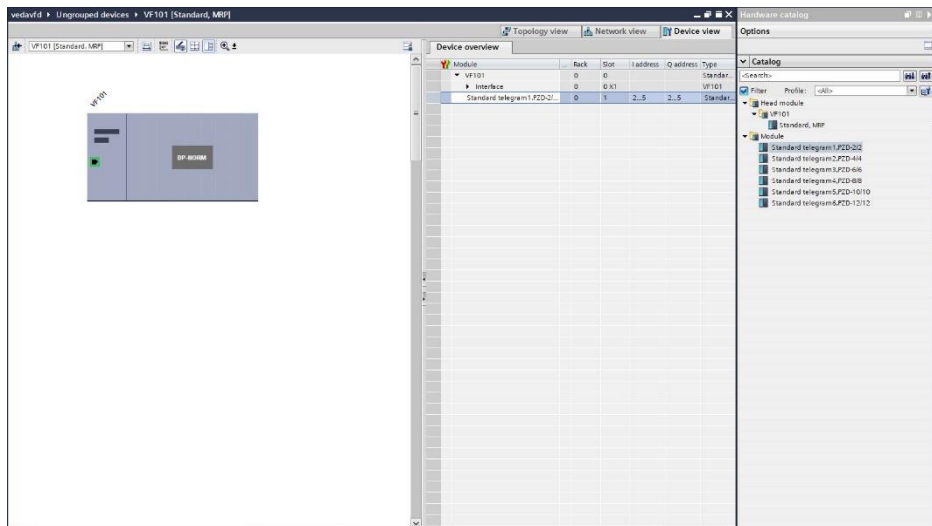 vedavfd ▸ Ungrouped devices ▸ VF101 [Standard, MRP]
Hardware catalog
Topology view
Network view
Device view
Options
VF101 [Standard, MRP]
Device overview
Module
...
Rack
Slot
I address
Q address
Type
Catalog
VF101
0
0
Standar...
<Search>
Interface
0
0 X1
VF101
Standard telegram1,PZD-2/...
0
1
2...5
2...5
Standar...
Filter
Profile:
<All>
Head module
VF101
Standard, MRP
Module
Standard telegram1,PZD-2/2
Standard telegram2,PZD-4/4
Standard telegram3,PZD-6/6
Standard telegram4,PZD-8/8
Standard telegram5,PZD-10/10
Standard telegram6,PZD-12/12
VF101
DP-NORM